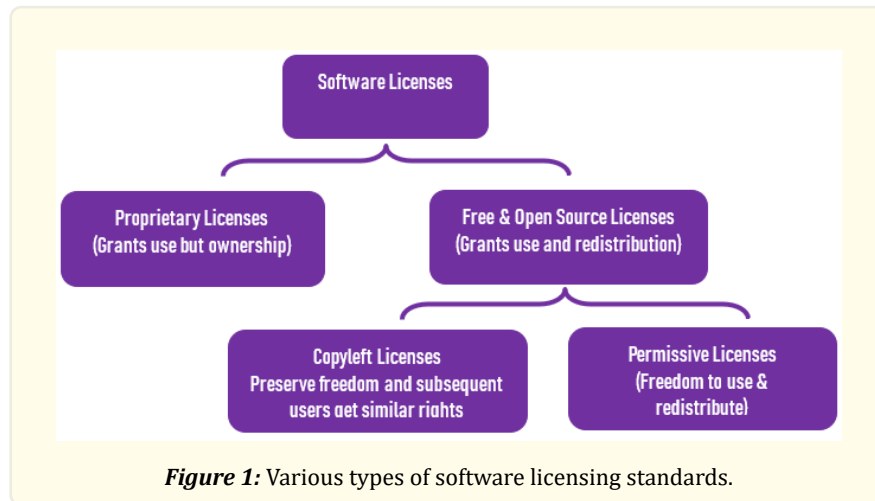 Software Licenses
Proprietary Licenses
(Grants use but ownership)
Free & Open Source Licenses
(Grants use and redistribution)
Copyleft Licenses
Preserve freedom and subsequent
users get similar rights
Permissive Licenses
(Freedom to use &
redistribute)
Figure 1: Various types of software licensing standards.